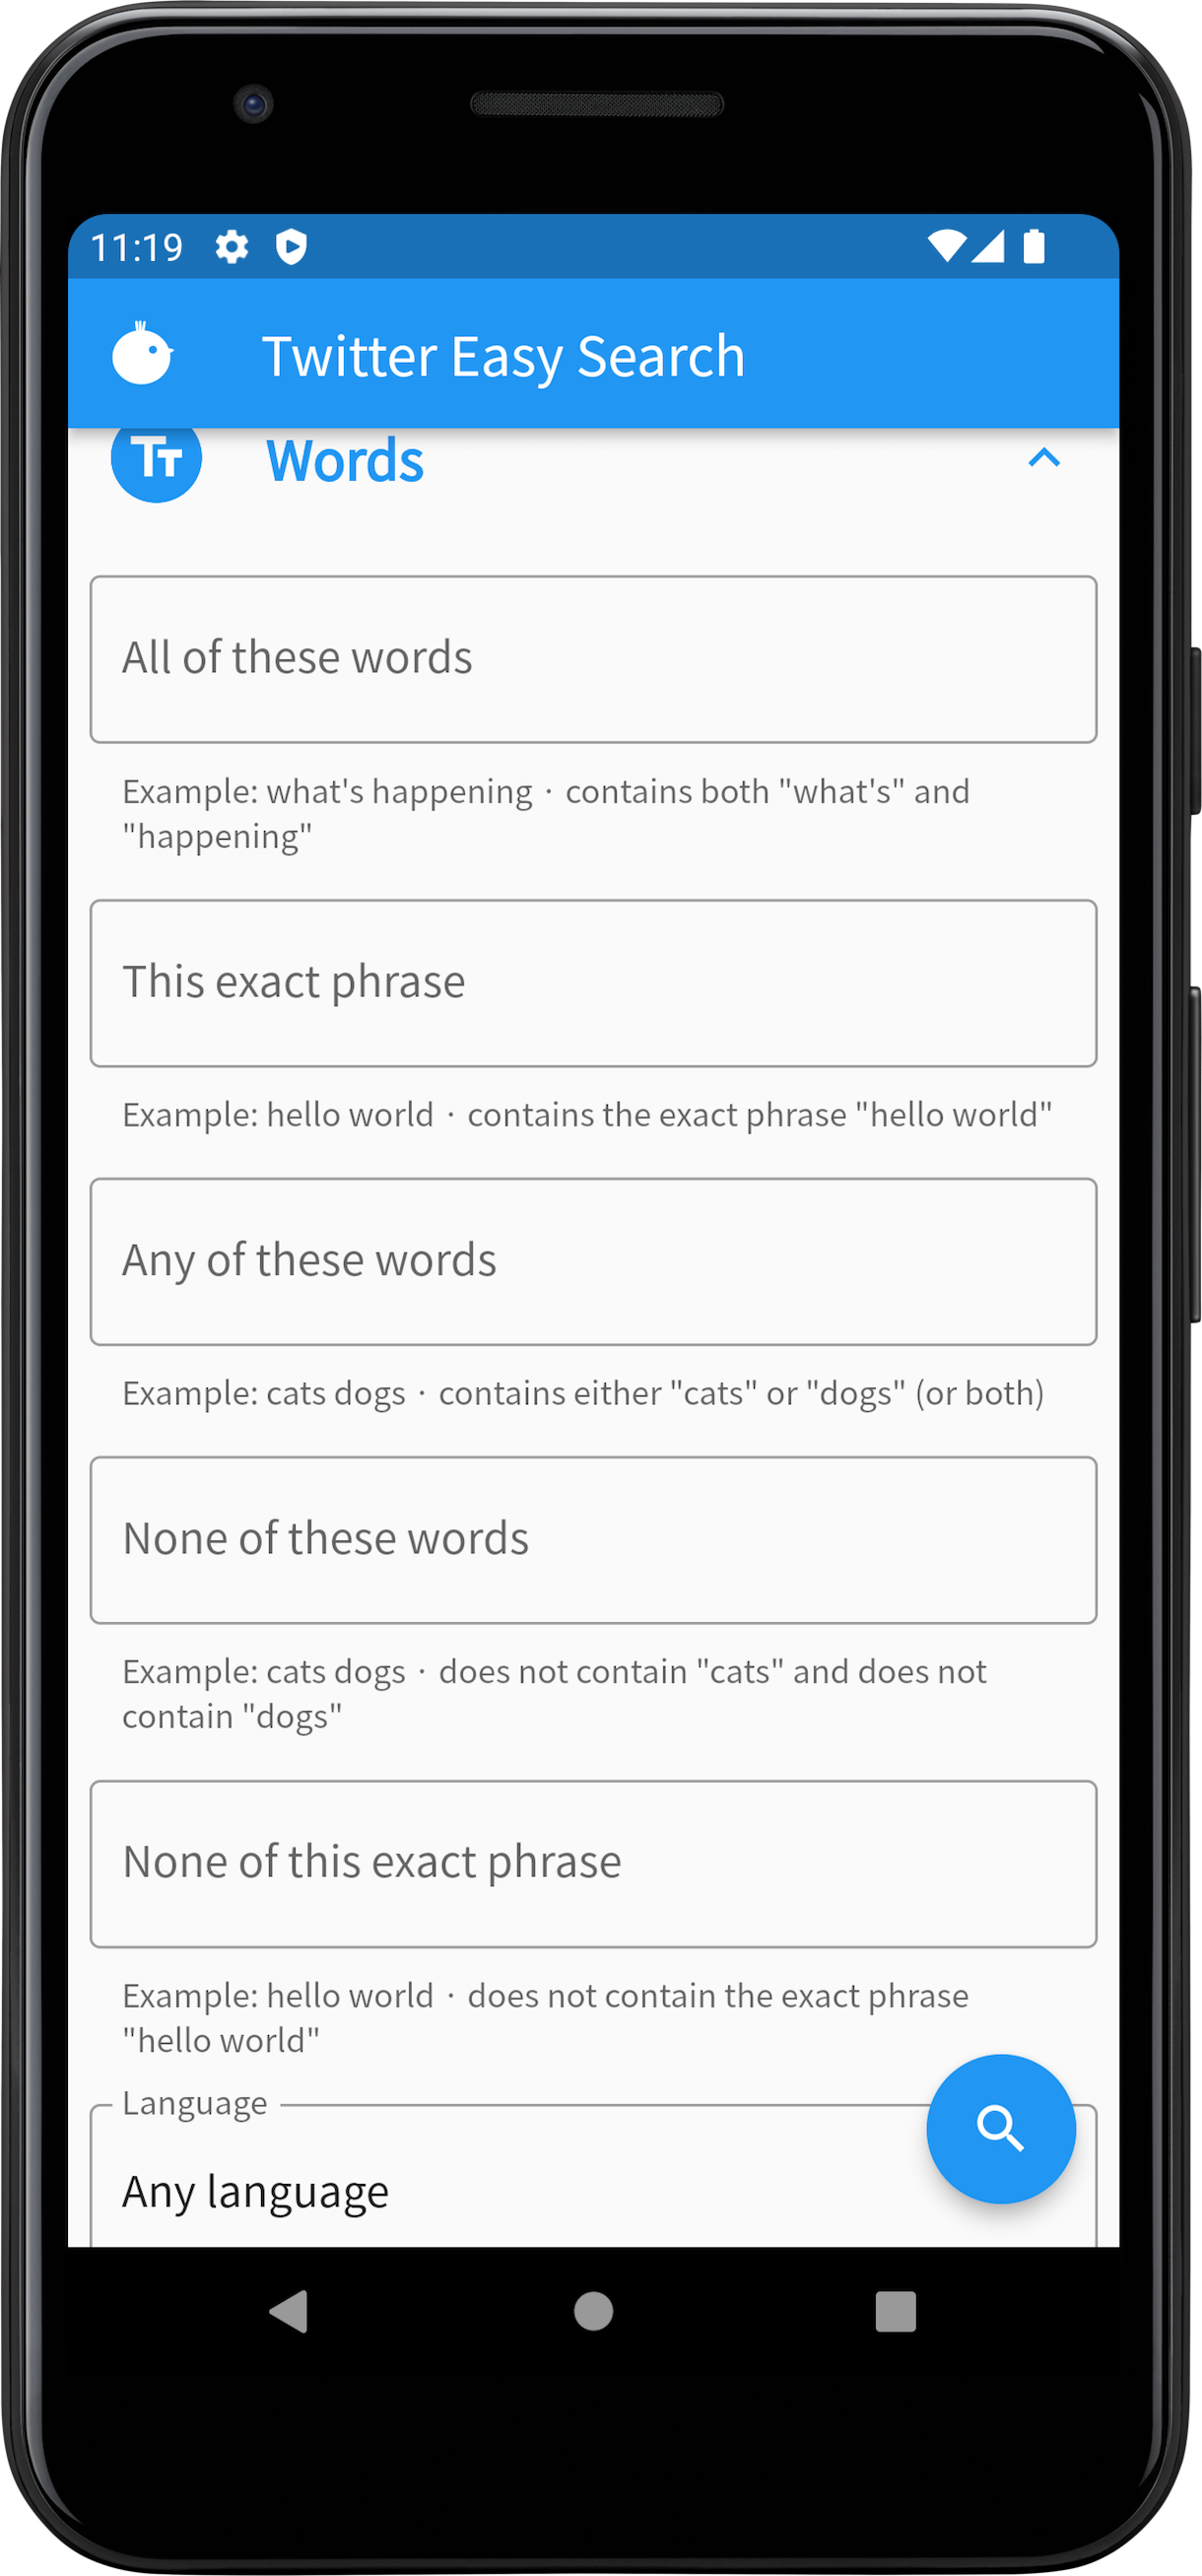 11:19
Twitter Easy Search
Words
All of these words
Example: what's happening · contains both "what's" and
"happening"
This exact phrase
Example: hello world · contains the exact phrase "hello world"
Any of these words
Example: cats dogs · contains either "cats" or "dogs" (or both)
None of these words
Example: cats dogs · does not contain "cats" and does not
contain "dogs"
None of this exact phrase
Example: hello world · does not contain the exact phrase
"hello world"
Language
Any language